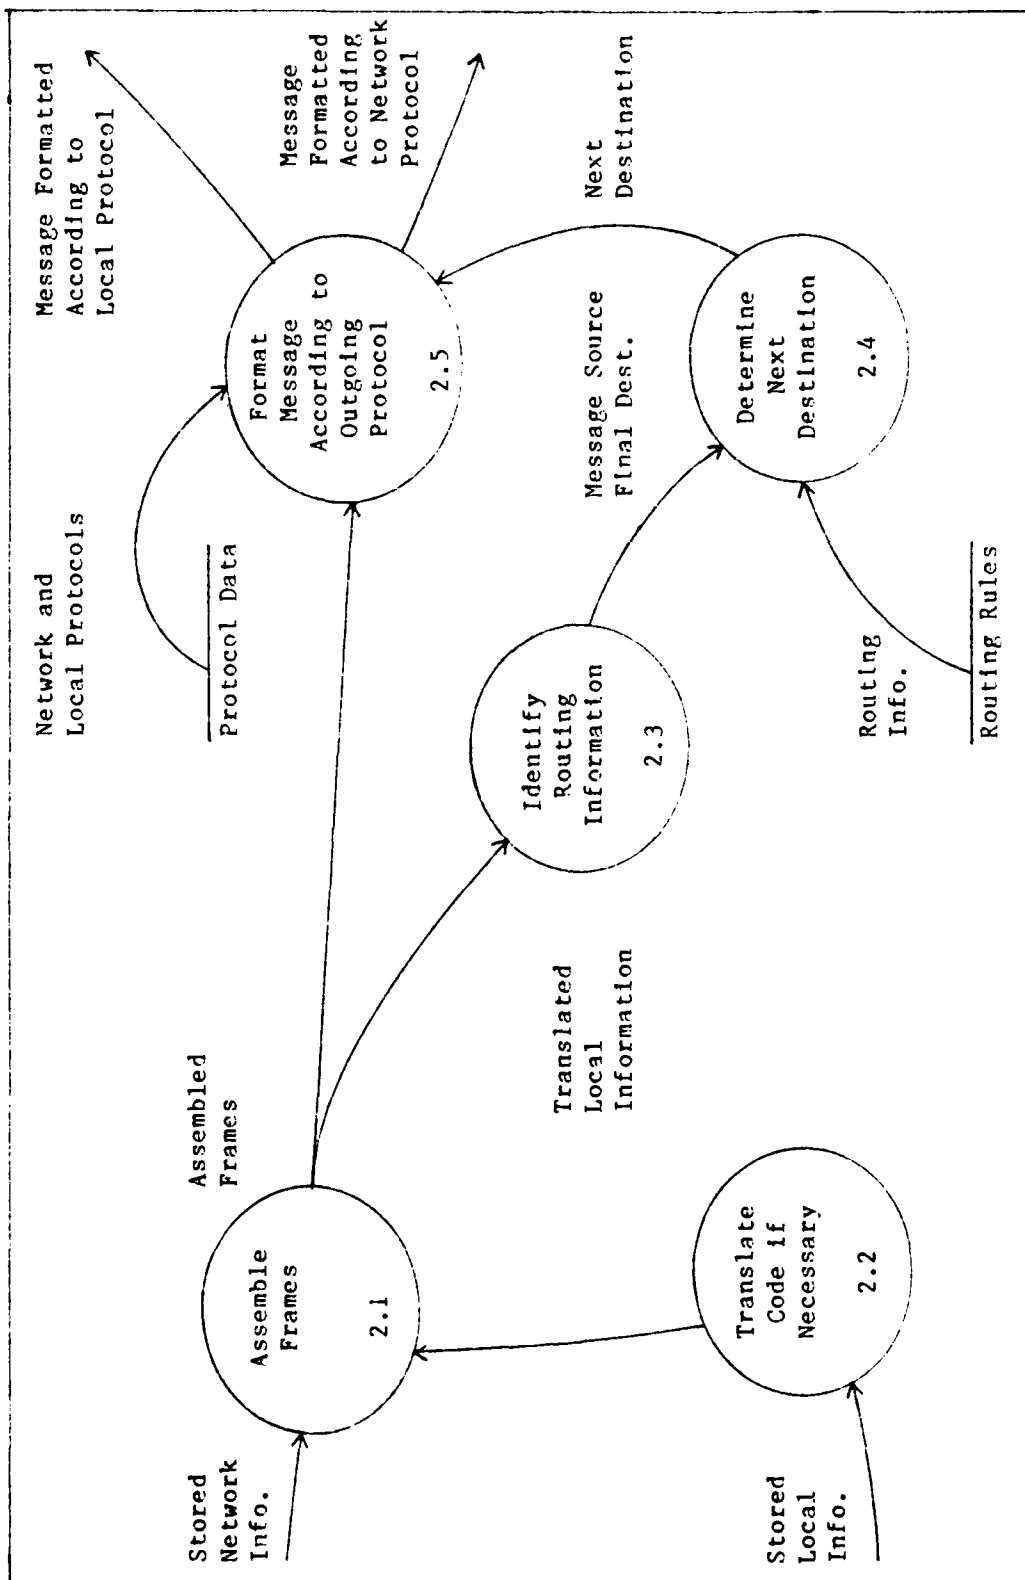 Stored
Network
Info.
Assemble
Frames
2.1
Assembled
Frames
Network and
Local Protocols
Protocol Data
Format
Message
According to
Outgoing
Protocol
2.5
Message Formatted
According to
Local Protocol
Message
Formatted
According
to Network
Protocol
Stored
Local
Info.
Translate
Code if
Necessary
2.2
Translated
Local
Information
Identify
Routing
Information
2.3
Message Source
Final Dest.
Next
Destination
Determine
Next
Destination
2.4
Routing
Info.
Routing Rules